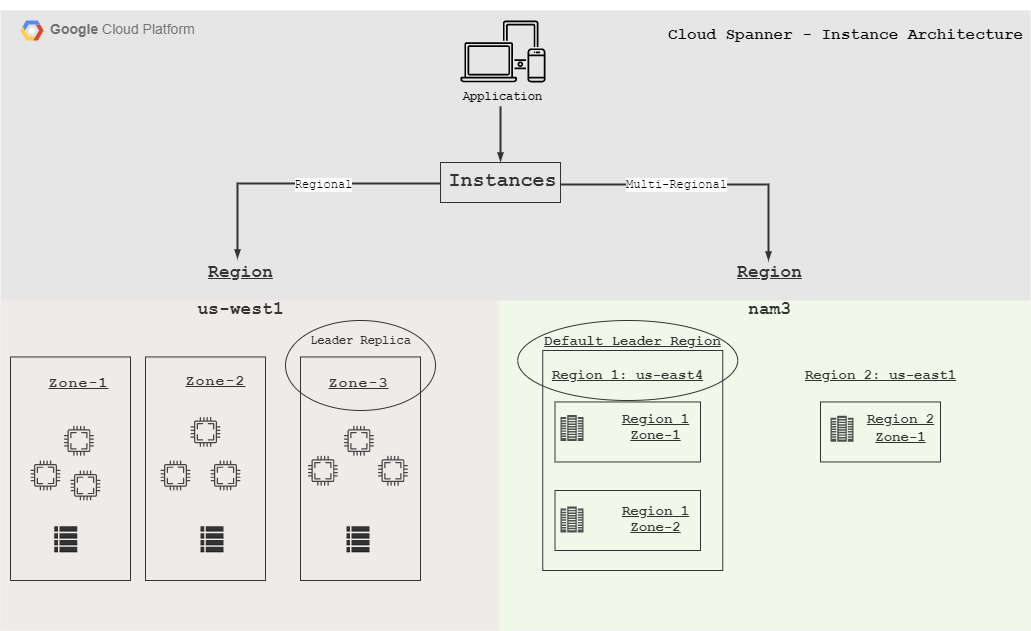 Google Cloud Platform
Cloud Spanner - Instance Architecture
Application
Instances
Regional
Multi-Regional
Region
Region
us-west1
nam3
Leader Replica
Zone-1
Zone-2
Zone-3
Default Leader Region
Region 1: us-east4
Region 2: us-east1
Region 1
Zone-1
Region 2
Zone-1
Region 1
Zone-2